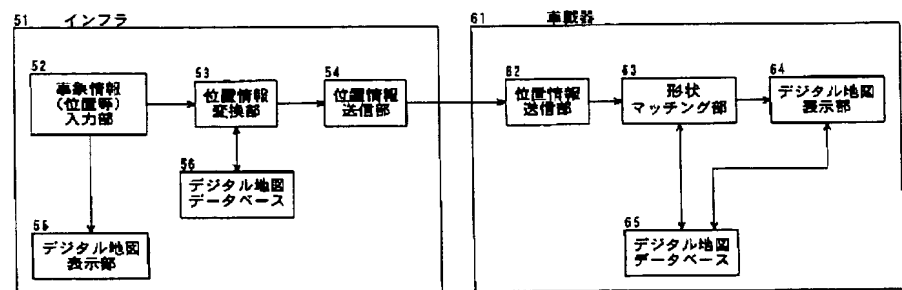 51 インフラ
52
事象情報
(位置等)
入力部
53
位置情報
変換部
54
位置情報
送信部
56
デジタル地図
データベース
55
デジタル地図
表示部
61 車載器
62
位置情報
送信部
63
形状
マッチング部
64
デジタル地図
表示部
65
デジタル地図
データベース